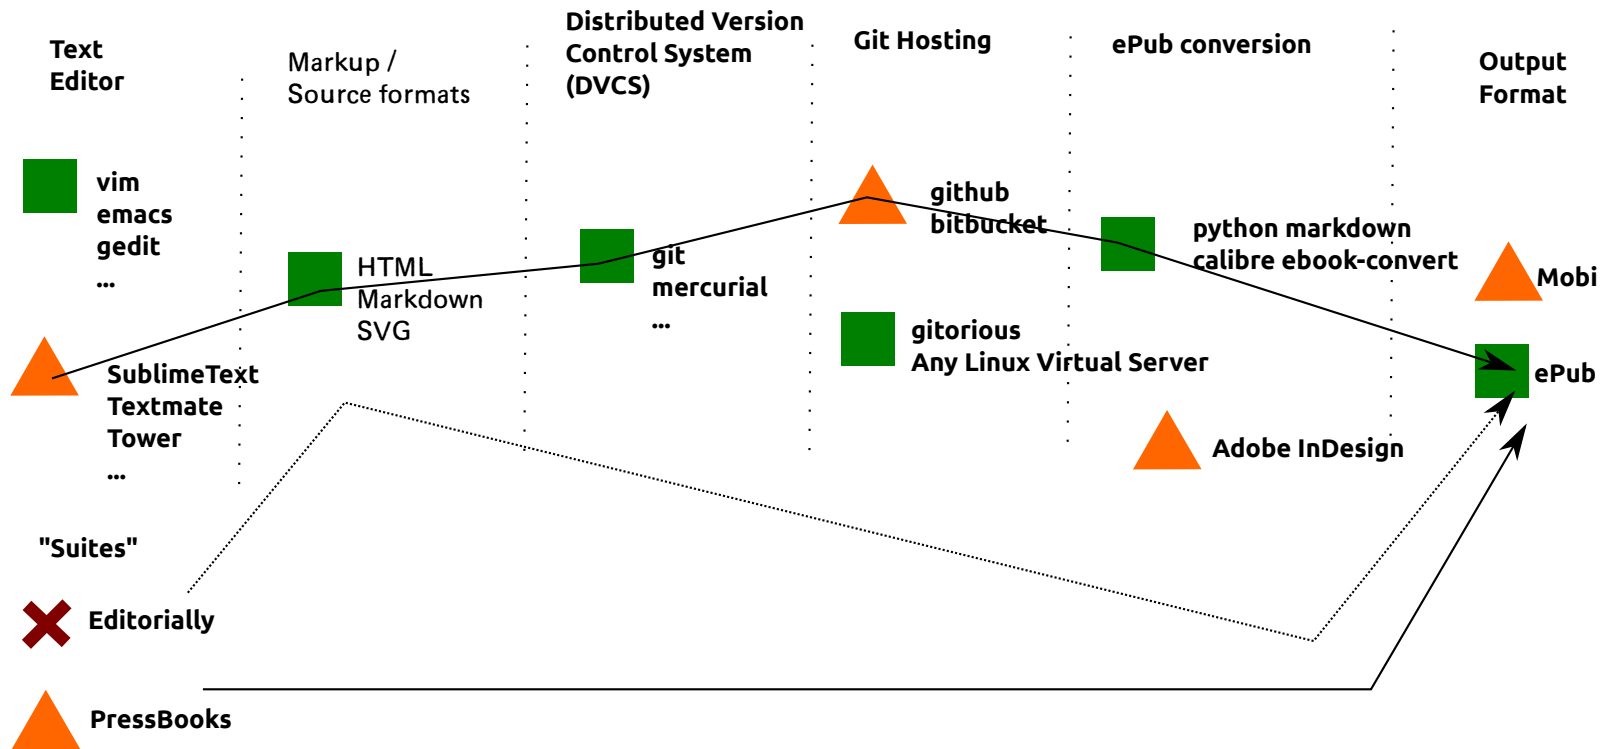 Text
Editor
Markup /
Source formats
Distributed Version
Control System
(DVCS)
Git Hosting
ePub conversion
Output
Format
vim
emacs
gedit
...
SublimeText
Textmate
Tower
...
HTML
Markdown
SVG
git
mercurial
...
github
bitbucket
gitorious
Any Linux Virtual Server
python markdown
calibre ebook-convert
Adobe InDesign
Mobi
ePub
"Suites"
Editorially
PressBooks